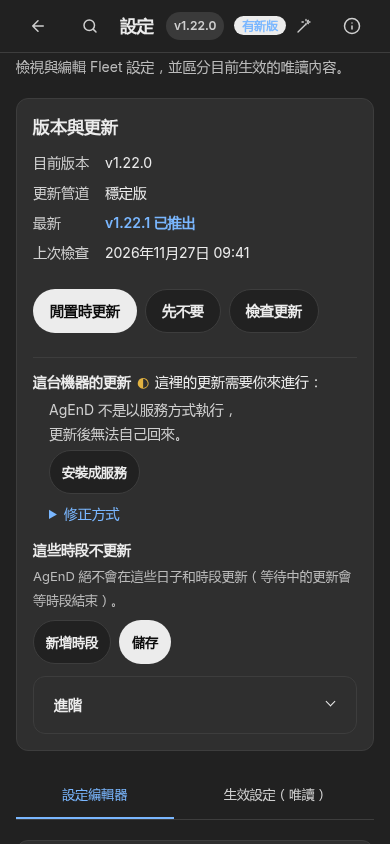 設定 v1.22.0 有新版
檢視與編輯 Fleet 設定，並區分目前生效的唯讀內容。
版本與更新
目前版本 v1.22.0
更新管道 穩定版
最新 v1.22.1 已推出
上次檢查 2026年11月27日 09:41
閒置時更新 先不要 檢查更新
這台機器的更新 這裡的更新需要你來進行：
AgEnD 不是以服務方式執行，
更新後無法自己回來。
安裝成服務
修正方式
這些時段不更新
AgEnD 絕不會在這些日子和時段更新（等待中的更新會
等時段結束）。
新增時段 儲存
進階
設定編輯器 生效設定（唯讀）